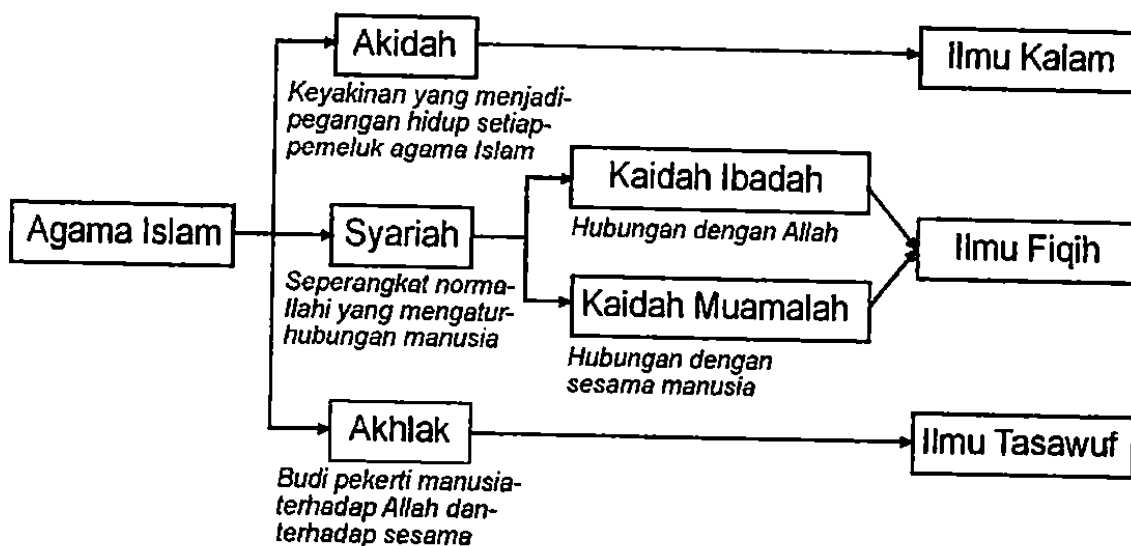 Akidah
Ilmu Kalam
Keyakinan yang menjadi-
pegangan hidup setiap-
pemeluk agama Islam
Kaidah Ibadah
Hubungan dengan Allah
Agama Islam
Syariah
Ilmu Fiqih
Seperangkat norma-
Ilahi yang mengatur-
hubungan manusia
Kaidah Muamalah
Hubungan dengan
sesama manusia
Akhlak
Ilmu Tasawuf
Budi pekerti manusia-
terhadap Allah dan-
terhadap sesama